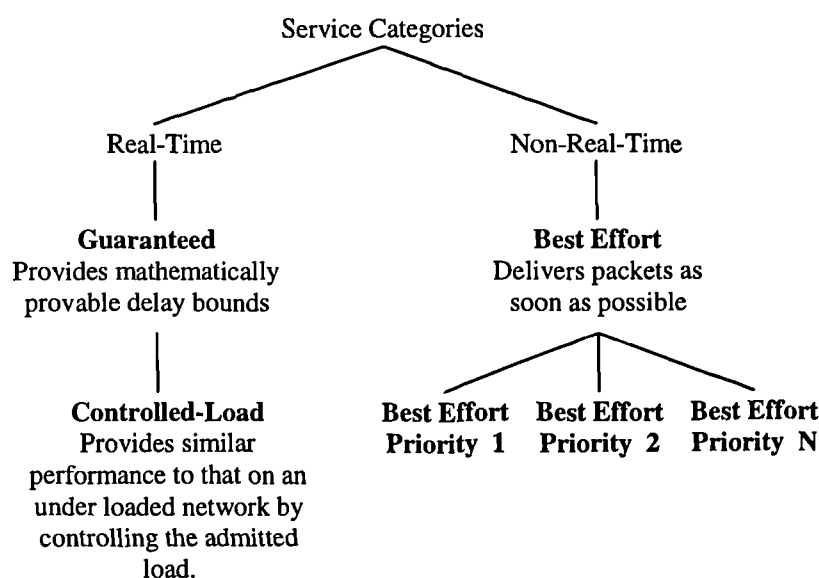 Service Categories
Real-Time
Non-Real-Time
Guaranteed
Provides mathematically
provable delay bounds
Best Effort
Delivers packets as
soon as possible
Controlled-Load
Provides similar
performance to that on an
under loaded network by
controlling the admitted
load.
Best Effort
Priority 1
Best Effort
Priority 2
Best Effort
Priority N